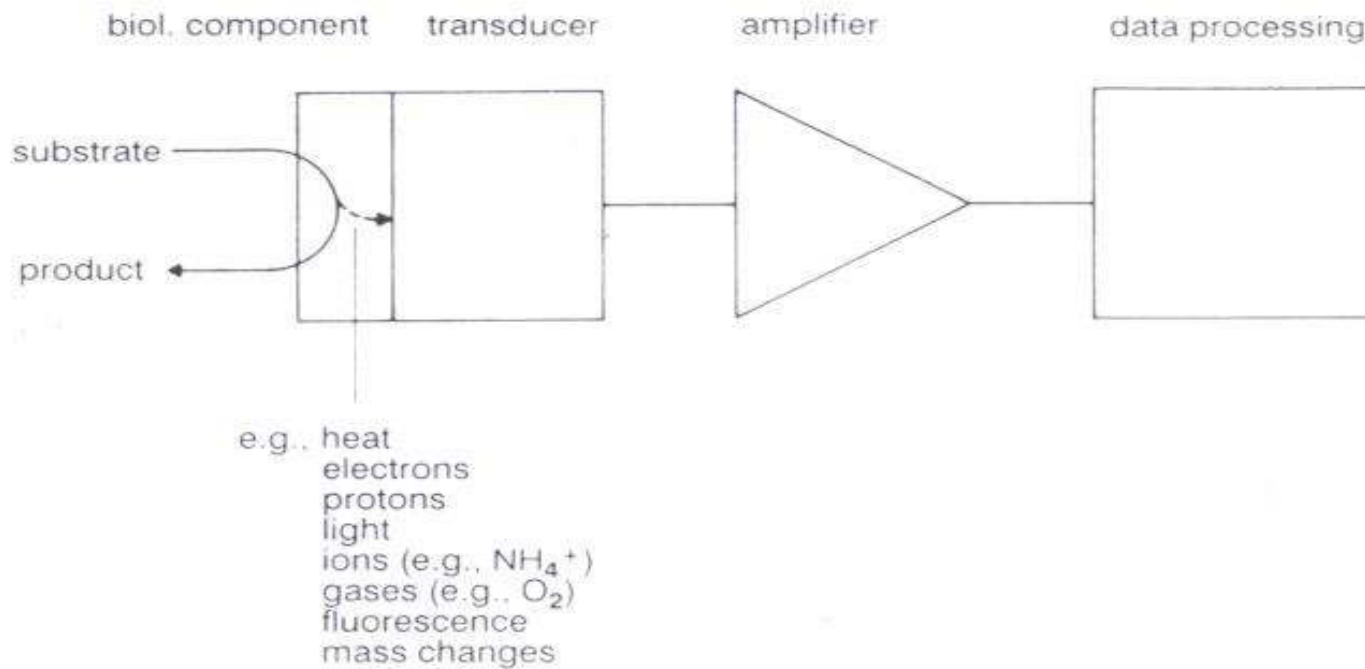 biol. component transducer amplifier data processing
substrate
product
e.g., heat
electrons
protons
light
ions (e.g., NH₄⁺)
gases (e.g., O₂)
fluorescence
mass changes